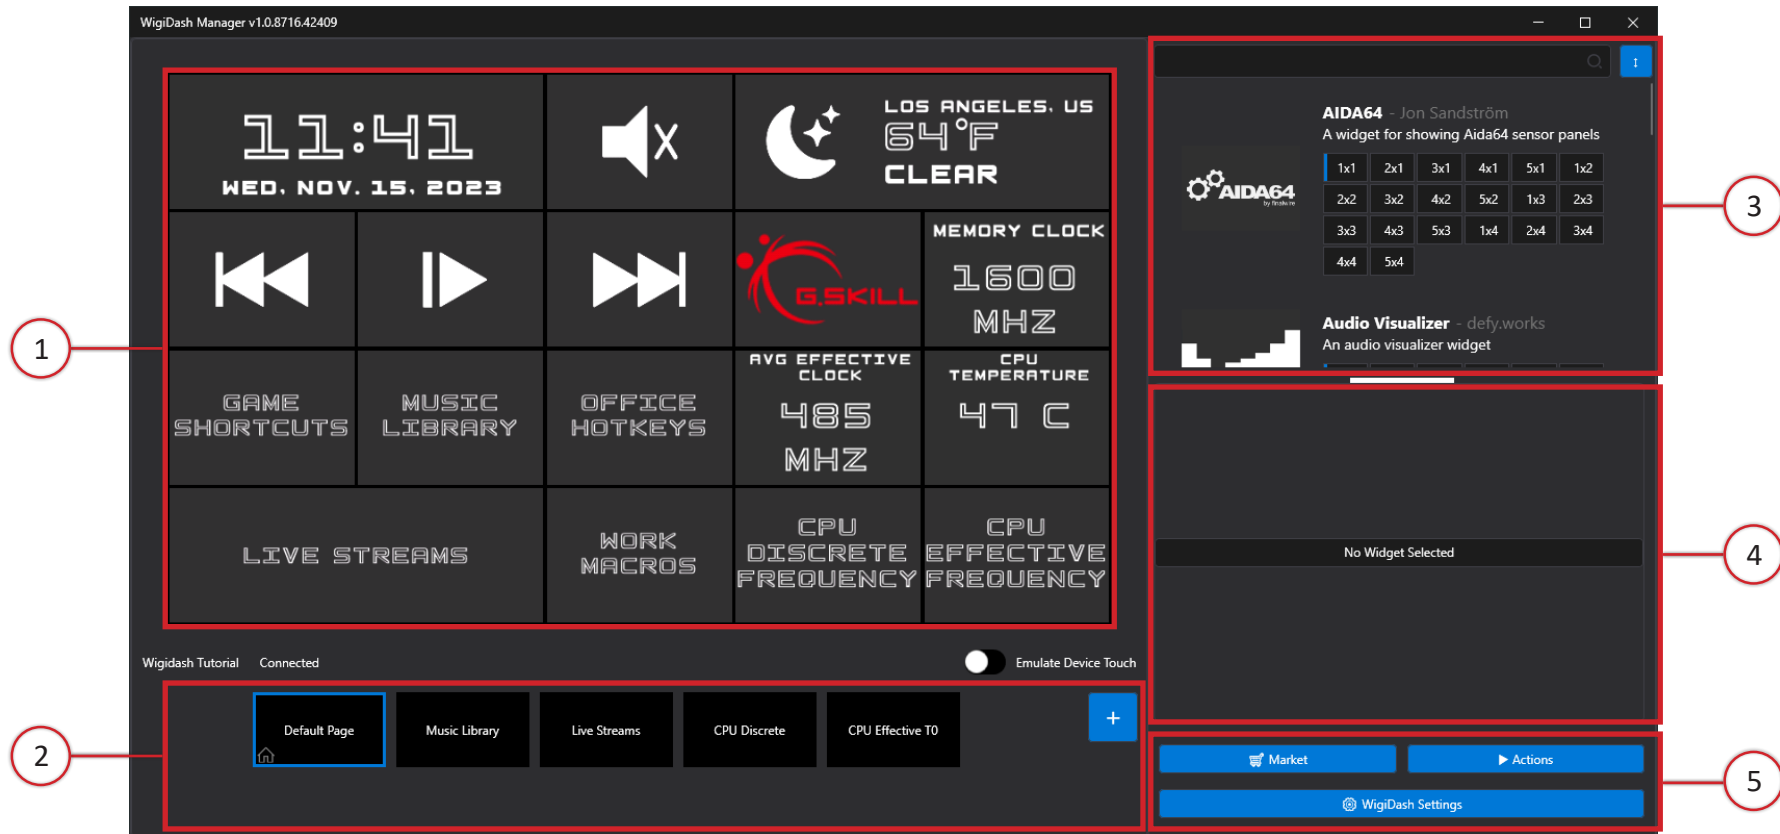 WigiDash Manager v1.0.8716.42409
11:41
WED, NOV. 15, 2023
LOS ANGELES, US
64°F
CLEAR
G.SKILL
MEMORY CLOCK
1600
MHZ
GAME
SHORTCUTS
MUSIC
LIBRARY
OFFICE
HOTKEYS
AVG EFFECTIVE
CLOCK
485
MHZ
CPU
TEMPERATURE
47 C
LIVE STREAMS
WORK
MACROS
CPU
DISCRETE
FREQUENCY
CPU
EFFECTIVE
FREQUENCY
1
Wigidash Tutorial Connected
Emulate Device Touch
Default Page
Music Library
Live Streams
CPU Discrete
CPU Effective T0
+
2
AIDA64 - Jon Sandström
A widget for showing Aida64 sensor panels
AIDA64
by finalwire
1x1 2x1 3x1 4x1 5x1 1x2
2x2 3x2 4x2 5x2 1x3 2x3
3x3 4x3 5x3 1x4 2x4 3x4
4x4 5x4
Audio Visualizer - defy.works
An audio visualizer widget
3
No Widget Selected
4
Market
Actions
WigiDash Settings
5